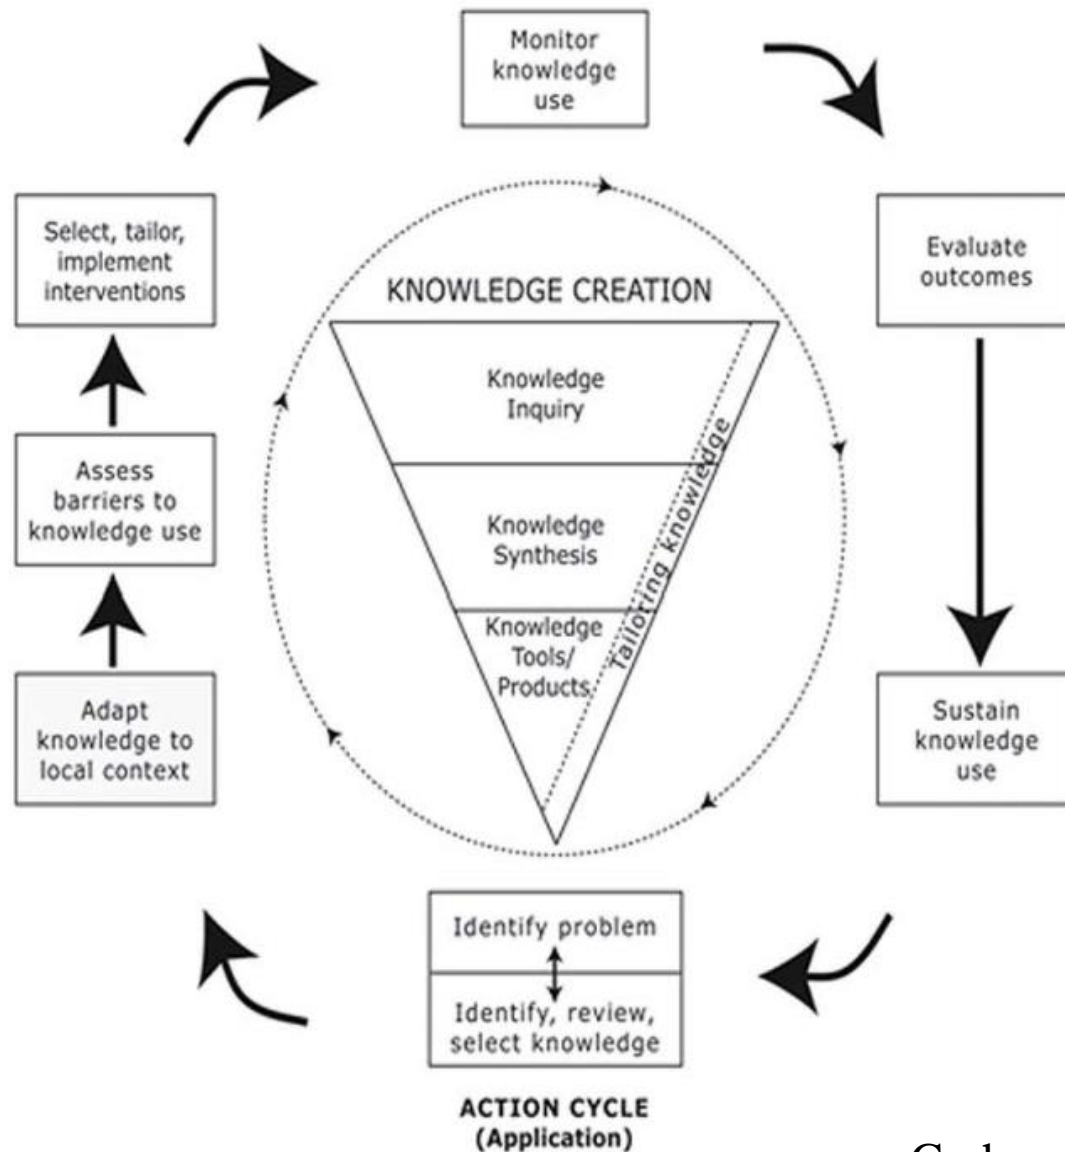 Monitor
knowledge
use
Select, tailor,
implement
interventions
Evaluate
outcomes
KNOWLEDGE CREATION
Knowledge
Inquiry
Assess
barriers to
knowledge use
Knowledge
Synthesis
Tailoring knowledge
Knowledge
Tools/
Products
Adapt
knowledge to
local context
Sustain
knowledge
use
Identify problem
Identify, review,
select knowledge
ACTION CYCLE
(Application)